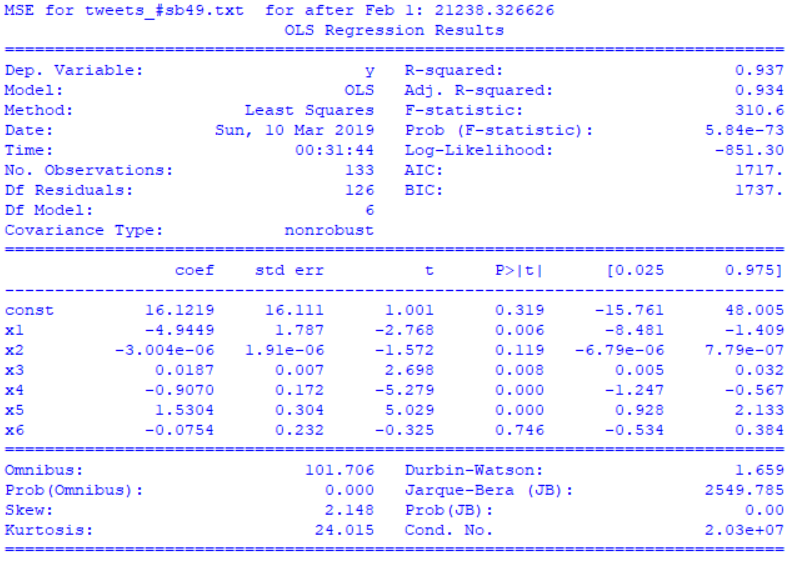 MSE for tweets_#sb49.txt  for after Feb 1: 21238.326626
                            OLS Regression Results
==============================================================================
Dep. Variable:                      y   R-squared:                       0.937
Model:                            OLS   Adj. R-squared:                  0.934
Method:                 Least Squares   F-statistic:                     310.6
Date:                Sun, 10 Mar 2019   Prob (F-statistic):           5.84e-73
Time:                        00:31:44   Log-Likelihood:                -851.30
No. Observations:                 133   AIC:                             1717.
Df Residuals:                     126   BIC:                             1737.
Df Model:                           6
Covariance Type:            nonrobust
==============================================================================
                 coef    std err          t      P>|t|      [0.025      0.975]
------------------------------------------------------------------------------
const         16.1219     16.111      1.001      0.319     -15.761      48.005
x1            -4.9449      1.787     -2.768      0.006      -8.481      -1.409
x2         -3.004e-06   1.91e-06     -1.572      0.119   -6.79e-06    7.79e-07
x3             0.0187      0.007      2.698      0.008       0.005       0.032
x4            -0.9070      0.172     -5.279      0.000      -1.247      -0.567
x5             1.5304      0.304      5.029      0.000       0.928       2.133
x6            -0.0754      0.232     -0.325      0.746      -0.534       0.384
==============================================================================
Omnibus:                      101.706   Durbin-Watson:                   1.659
Prob(Omnibus):                  0.000   Jarque-Bera (JB):             2549.785
Skew:                           2.148   Prob(JB):                         0.00
Kurtosis:                      24.015   Cond. No.                     2.03e+07
==============================================================================